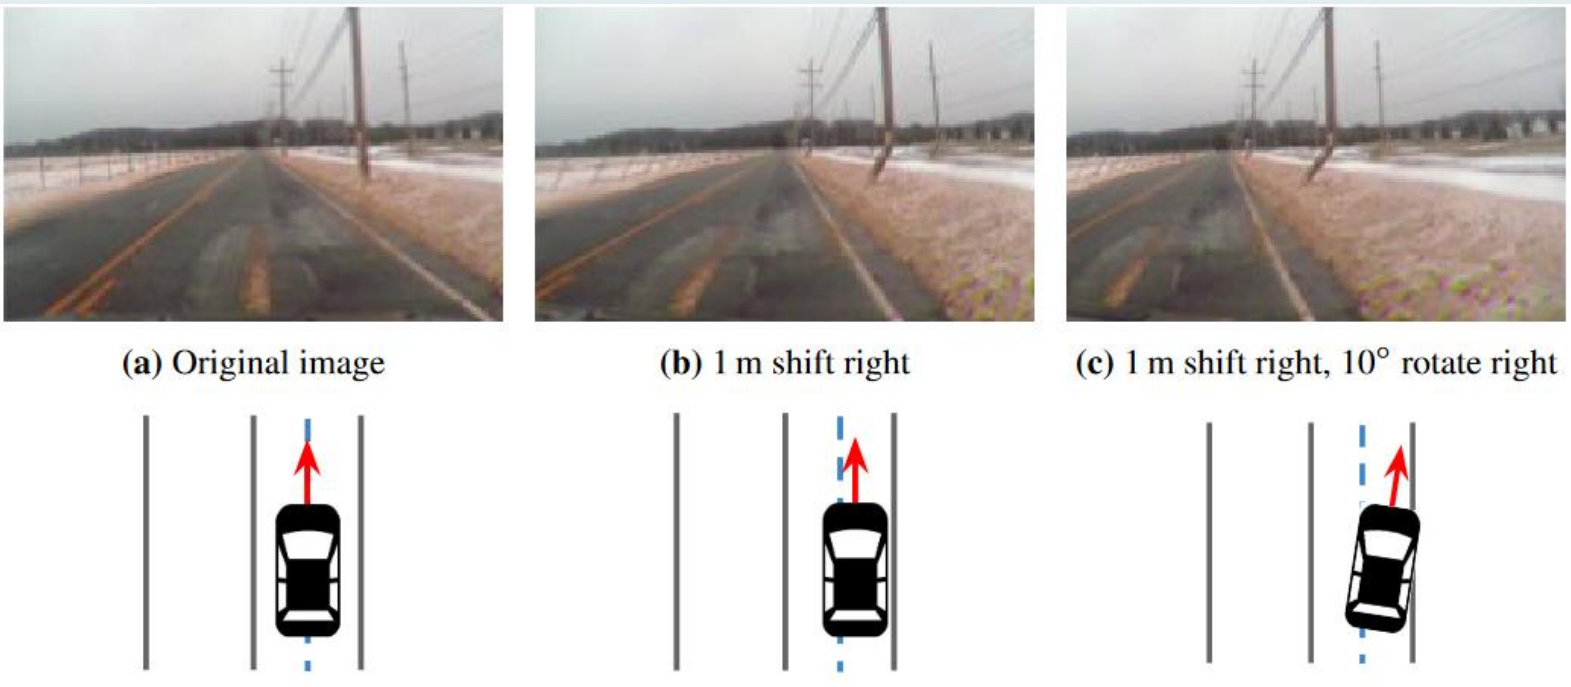 (a) Original image
(b) 1 m shift right
(c) 1 m shift right, 10° rotate right